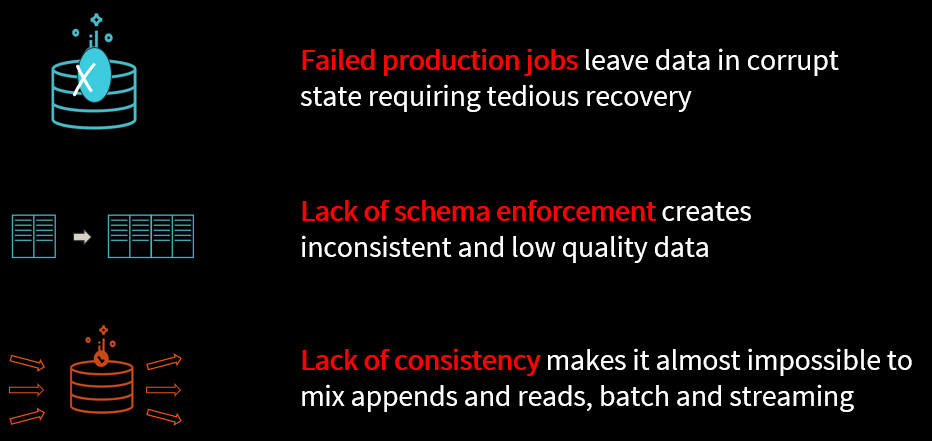 Failed production jobs leave data in corrupt
state requiring tedious recovery
Lack of schema enforcement creates
inconsistent and low quality data
Lack of consistency makes it almost impossible to
mix appends and reads, batch and streaming